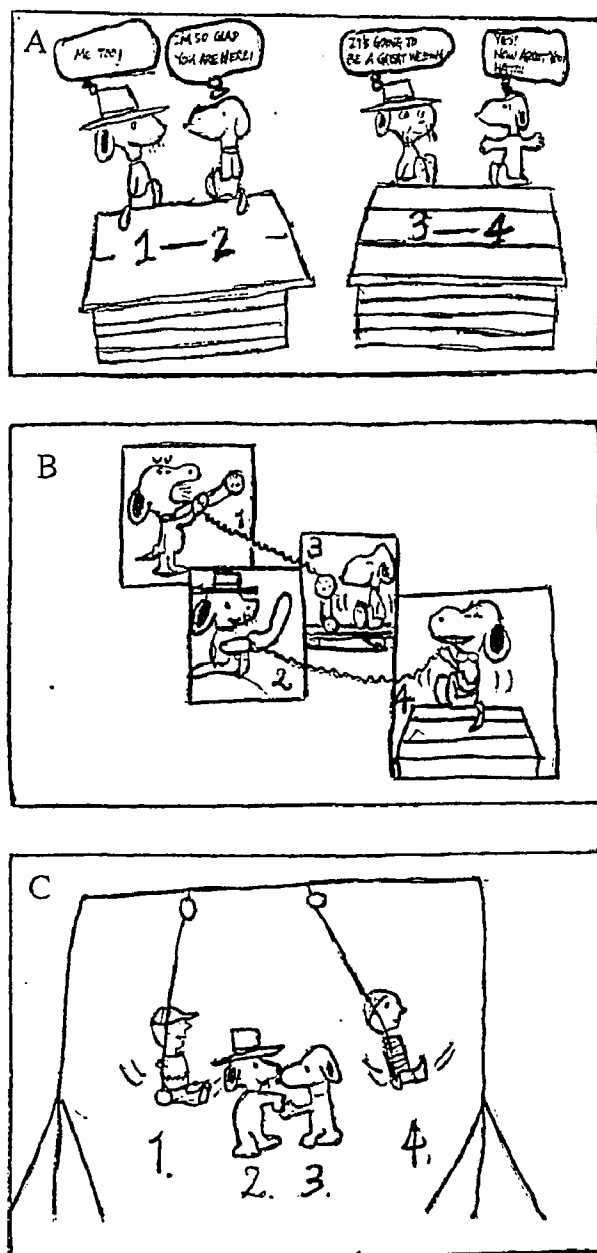 A
ME TOO!
I'M SO GLAD
YOU ARE HERE!
IT'S GOING TO
BE A GREAT
YES!
NOW
1—2
3—4
B
1
3
2
4
C
1.
2. 3.
4.